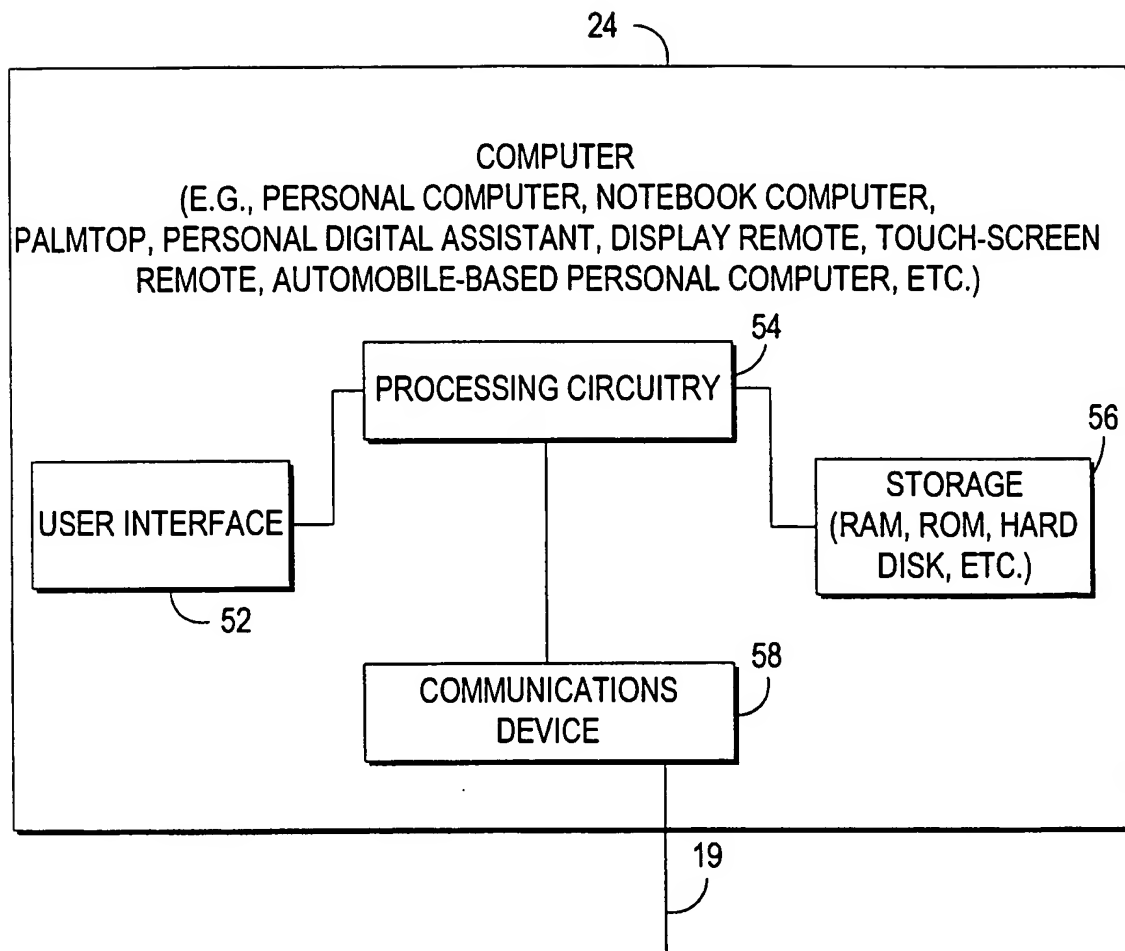 24
COMPUTER
(E.G., PERSONAL COMPUTER, NOTEBOOK COMPUTER,
PALMTOP, PERSONAL DIGITAL ASSISTANT, DISPLAY REMOTE, TOUCH-SCREEN
REMOTE, AUTOMOBILE-BASED PERSONAL COMPUTER, ETC.)
54
PROCESSING CIRCUITRY
56
USER INTERFACE
STORAGE
(RAM, ROM, HARD
DISK, ETC.)
52
58
COMMUNICATIONS
DEVICE
19